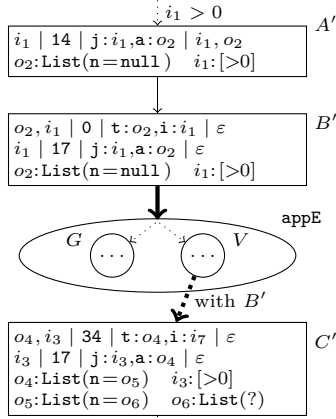 i₁ > 0
A′
i₁ | 14 | j:i₁,a:o₂ | i₁, o₂
o₂:List(n=null) i₁:[>0]
B′
o₂, i₁ | 0 | t:o₂,i:i₁ | ε
i₁ | 17 | j:i₁,a:o₂ | ε
o₂:List(n=null) i₁:[>0]
appE
G V
... ...
with B′
C′
o₄, i₃ | 34 | t:o₄,i:i₇ | ε
i₃ | 17 | j:i₃,a:o₄ | ε
o₄:List(n=o₅) i₃:[>0]
o₅:List(n=o₆) o₆:List(?)